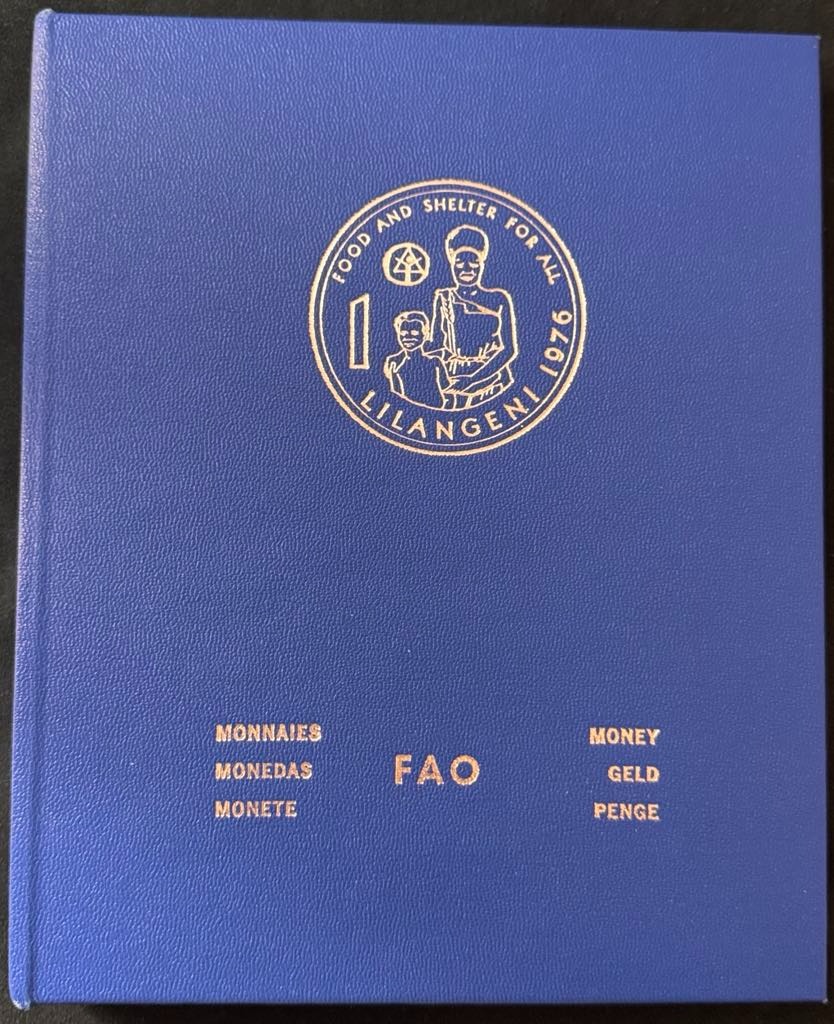 FOOD AND SHELTER FOR ALL
1
LILANGENI 1976
MONNAIES
MONEDAS
MONETE
FAO
MONEY
GELD
PENGE